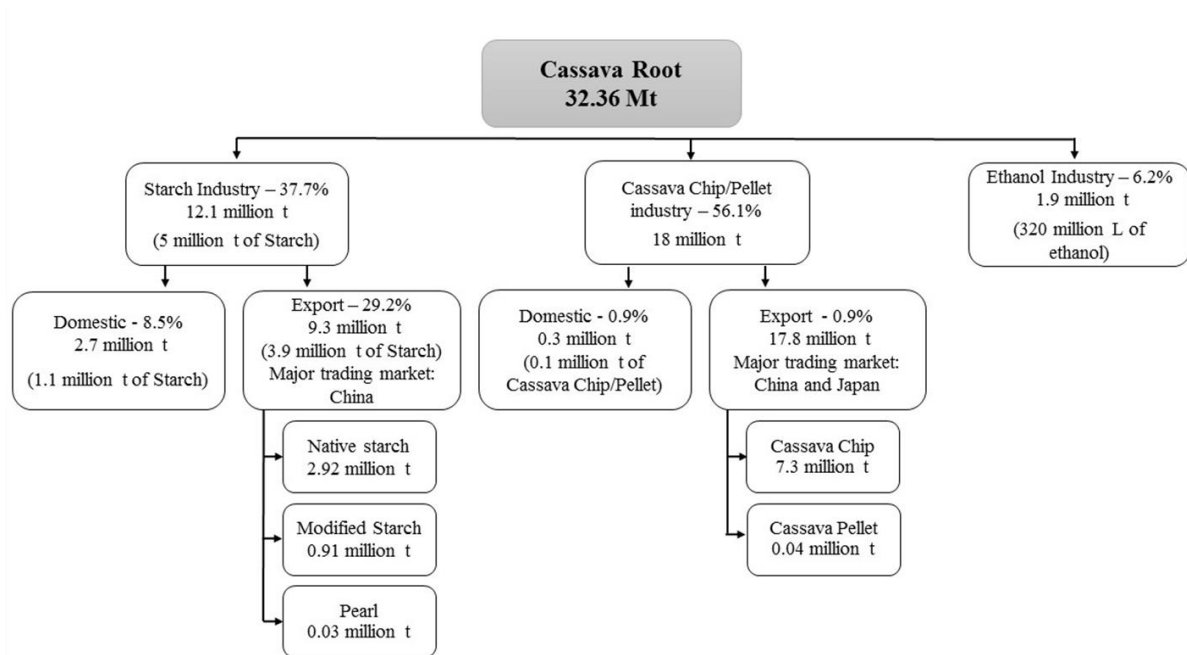 Cassava Root
32.36 Mt
Starch Industry – 37.7%
12.1 million t
(5 million t of Starch)
Cassava Chip/Pellet
industry – 56.1%
18 million t
Ethanol Industry – 6.2%
1.9 million t
(320 million L of
ethanol)
Domestic - 8.5%
2.7 million t
(1.1 million t of Starch)
Export – 29.2%
9.3 million t
(3.9 million t of Starch)
Major trading market:
China
Domestic - 0.9%
0.3 million t
(0.1 million t of
Cassava Chip/Pellet)
Export - 0.9%
17.8 million t
Major trading market:
China and Japan
Native starch
2.92 million t
Modified Starch
0.91 million t
Pearl
0.03 million t
Cassava Chip
7.3 million t
Cassava Pellet
0.04 million t